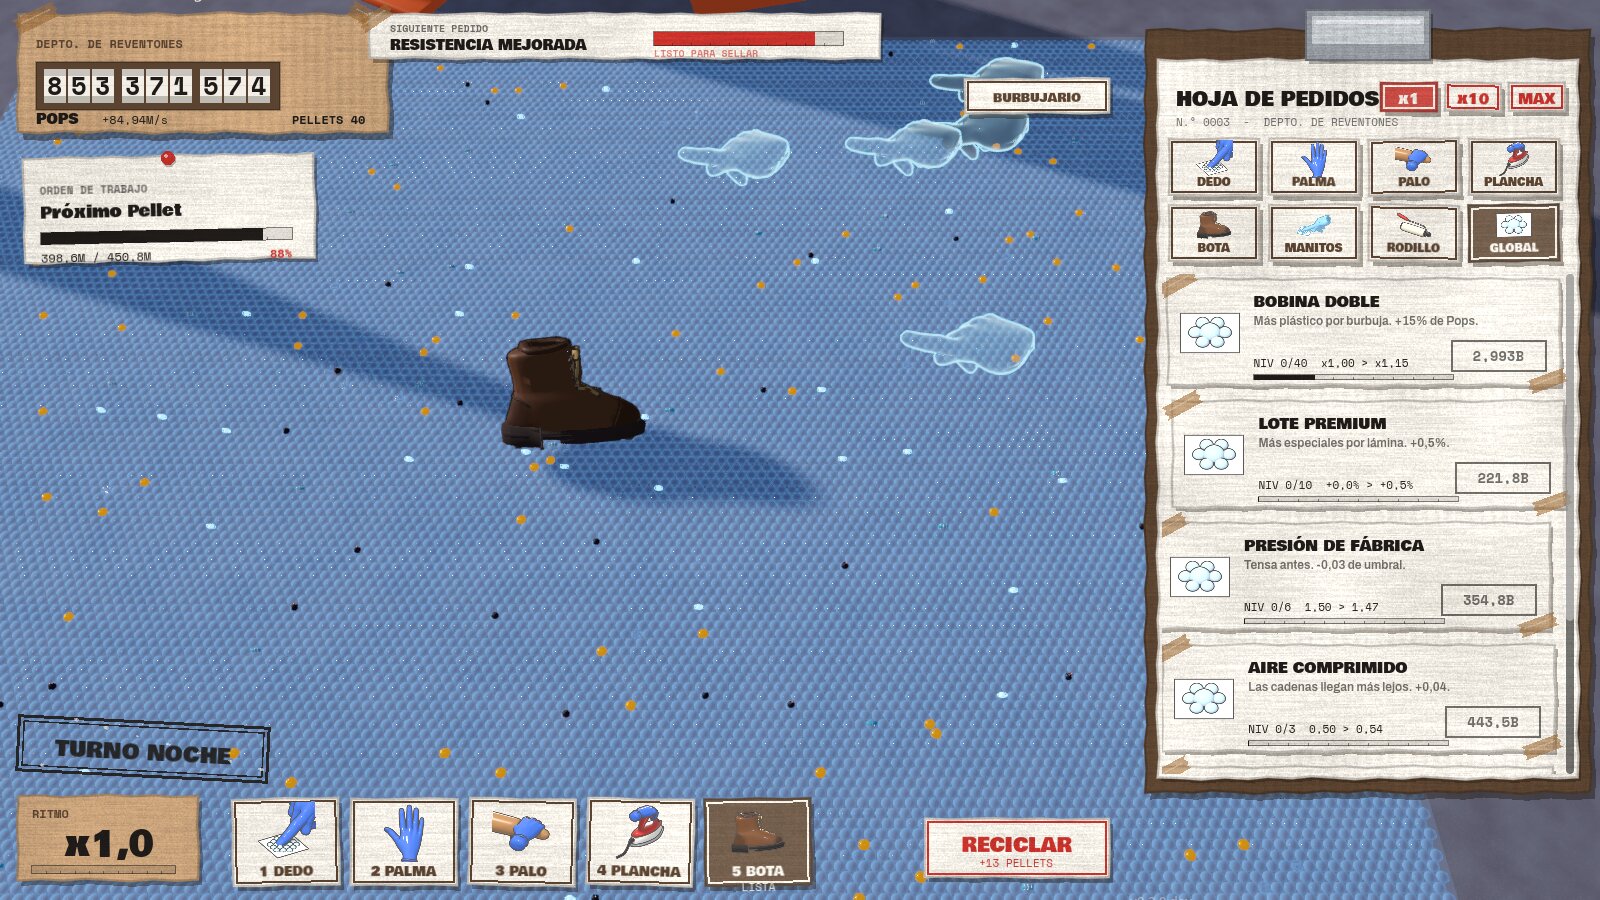 DEPTO. DE REVENTONES
853 371 574
POPS +84,94M/s PELLETS 40
SIGUIENTE PEDIDO
RESISTENCIA MEJORADA
LISTO PARA SELLAR
ORDEN DE TRABAJO
Próximo Pellet
398,6M / 450,8M 88%
BURBUJARIO
HOJA DE PEDIDOS x1 x10 MAX
N.° 0003 - DEPTO. DE REVENTONES
DEDO PALMA PALO PLANCHA
BOTA MANITOS RODILLO GLOBAL
BOBINA DOBLE
Más plástico por burbuja. +15% de Pops.
NIV 0/40 x1,00 > x1,15 2,993B
LOTE PREMIUM
Más especiales por lámina. +0,5%.
NIV 0/10 +0,0% > +0,5% 221,8B
PRESIÓN DE FÁBRICA
Tensa antes. -0,03 de umbral.
NIV 0/6 1,50 > 1,47 354,8B
AIRE COMPRIMIDO
Las cadenas llegan más lejos. +0,04.
NIV 0/3 0,50 > 0,54 443,5B
TURNO NOCHE
RITMO
x1,0
1 DEDO 2 PALMA 3 PALO 4 PLANCHA 5 BOTA
LISTA
RECICLAR
+13 PELLETS